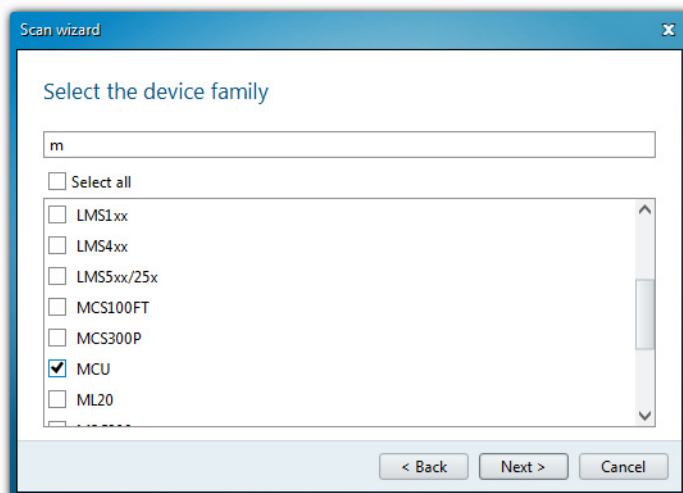 Scan wizard
Select the device family
m
Select all
LMS1xx
LMS4xx
LMS5xx/25x
MCS100FT
MCS300P
MCU
ML20
< Back Next > Cancel